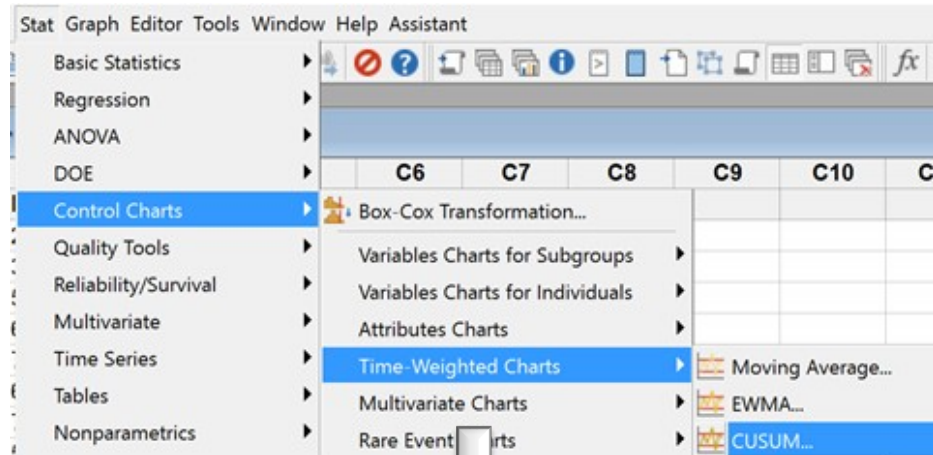 Stat Graph Editor Tools Window Help Assistant
Basic Statistics
Regression
ANOVA
DOE
C6 C7 C8 C9 C10
Control Charts
Box-Cox Transformation...
Quality Tools
Variables Charts for Subgroups
Reliability/Survival
Variables Charts for Individuals
Multivariate
Attributes Charts
Time Series
Time-Weighted Charts
Moving Average...
Tables
Multivariate Charts
EWMA...
Nonparametrics
Rare Event
CUSUM...
fx